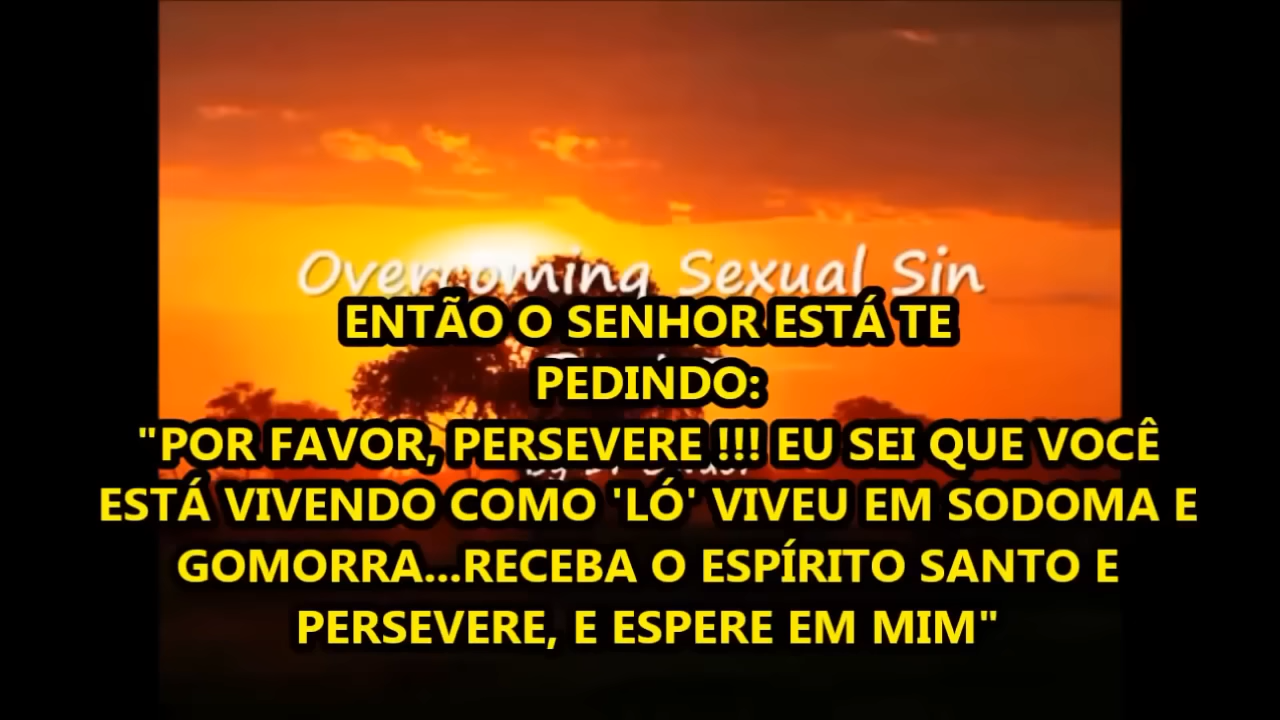 Overcoming Sexual Sin
ENTÃO O SENHOR ESTÁ TE
PEDINDO:
"POR FAVOR, PERSEVERE !!! EU SEI QUE VOCÊ
ESTÁ VIVENDO COMO 'LÓ' VIVEU EM SODOMA E
GOMORRA...RECEBA O ESPÍRITO SANTO E
PERSEVERE, E ESPERE EM MIM"